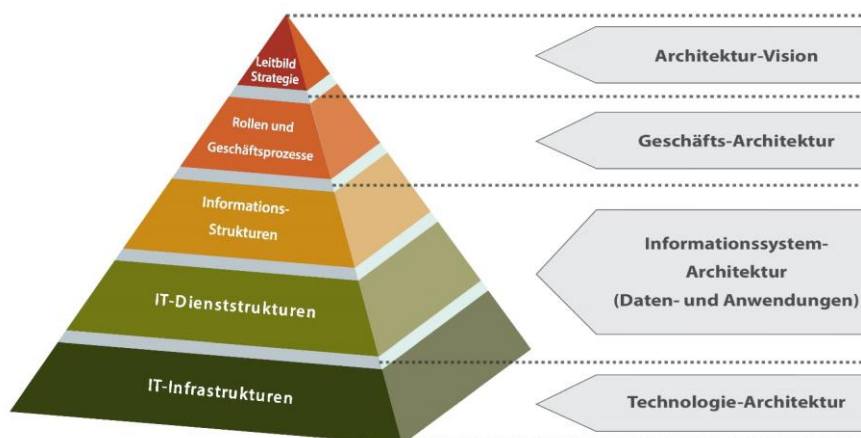 Leitbild
Strategie
Architektur-Vision
Rollen und
Geschäftsprozesse
Geschäfts-Architektur
Informations-
Strukturen
Informationssystem-
Architektur
(Daten- und Anwendungen)
IT-Dienststrukturen
IT-Infrastrukturen
Technologie-Architektur